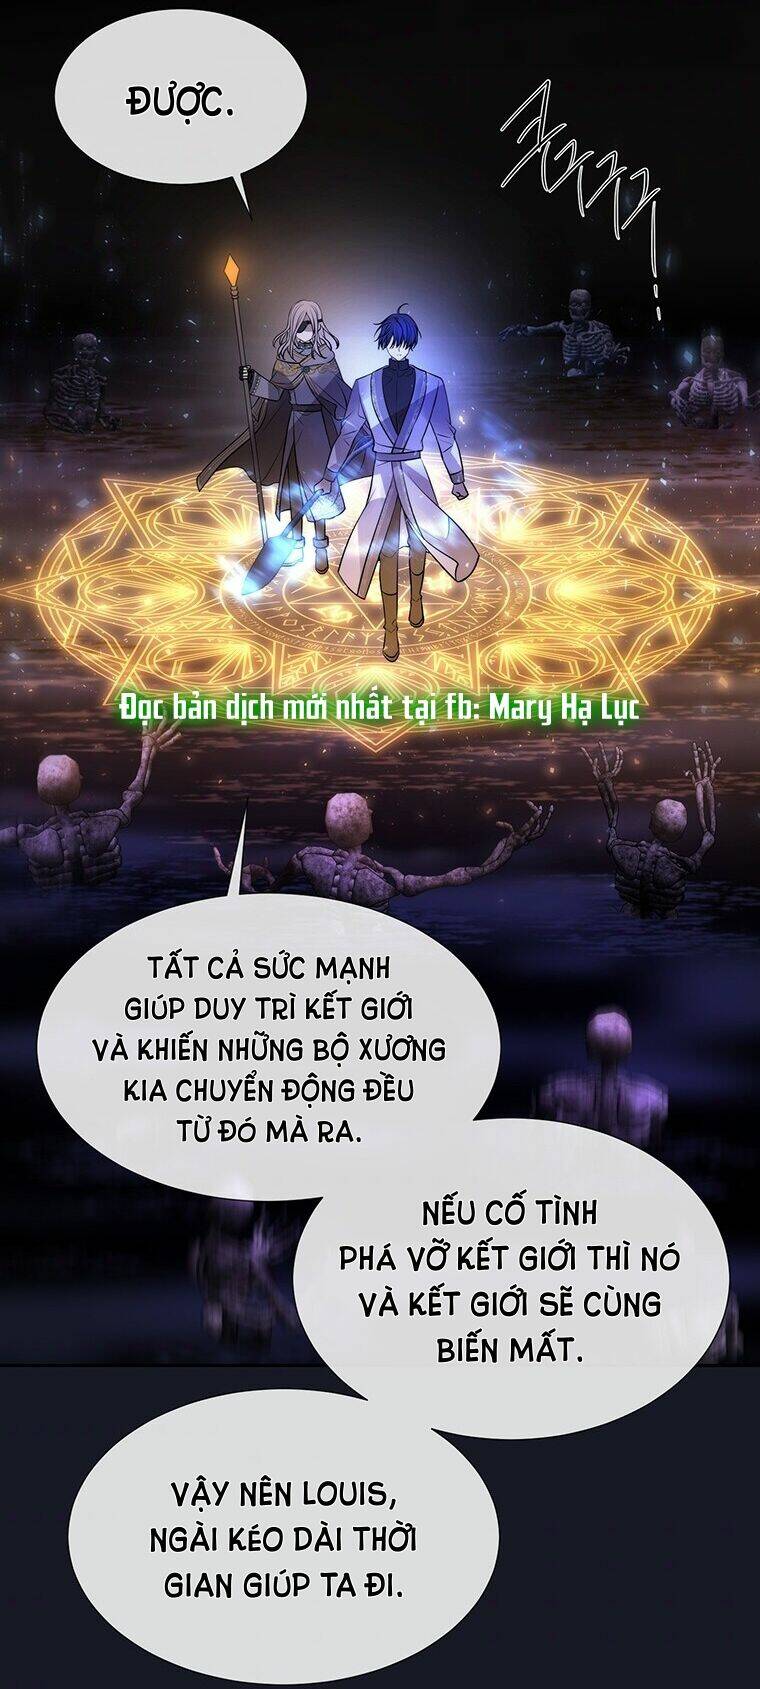 ĐƯỢC.
Đọc bản dịch mới nhất tại fb: Mary Hạ Lục
TẤT CẢ SỨC MẠNH
GIÚP DUY TRÌ KẾT GIỚI
VÀ KHIẾN NHỮNG BỘ XƯƠNG
KIA CHUYỂN ĐỘNG ĐỀU
TỪ ĐÓ MÀ RA.
NẾU CỐ TÌNH
PHÁ VỠ KẾT GIỚI THÌ NÓ
VÀ KẾT GIỚI SẼ CÙNG
BIẾN MẤT.
VẬY NÊN LOUIS,
NGÀI KÉO DÀI THỜI
GIAN GIÚP TA ĐI.